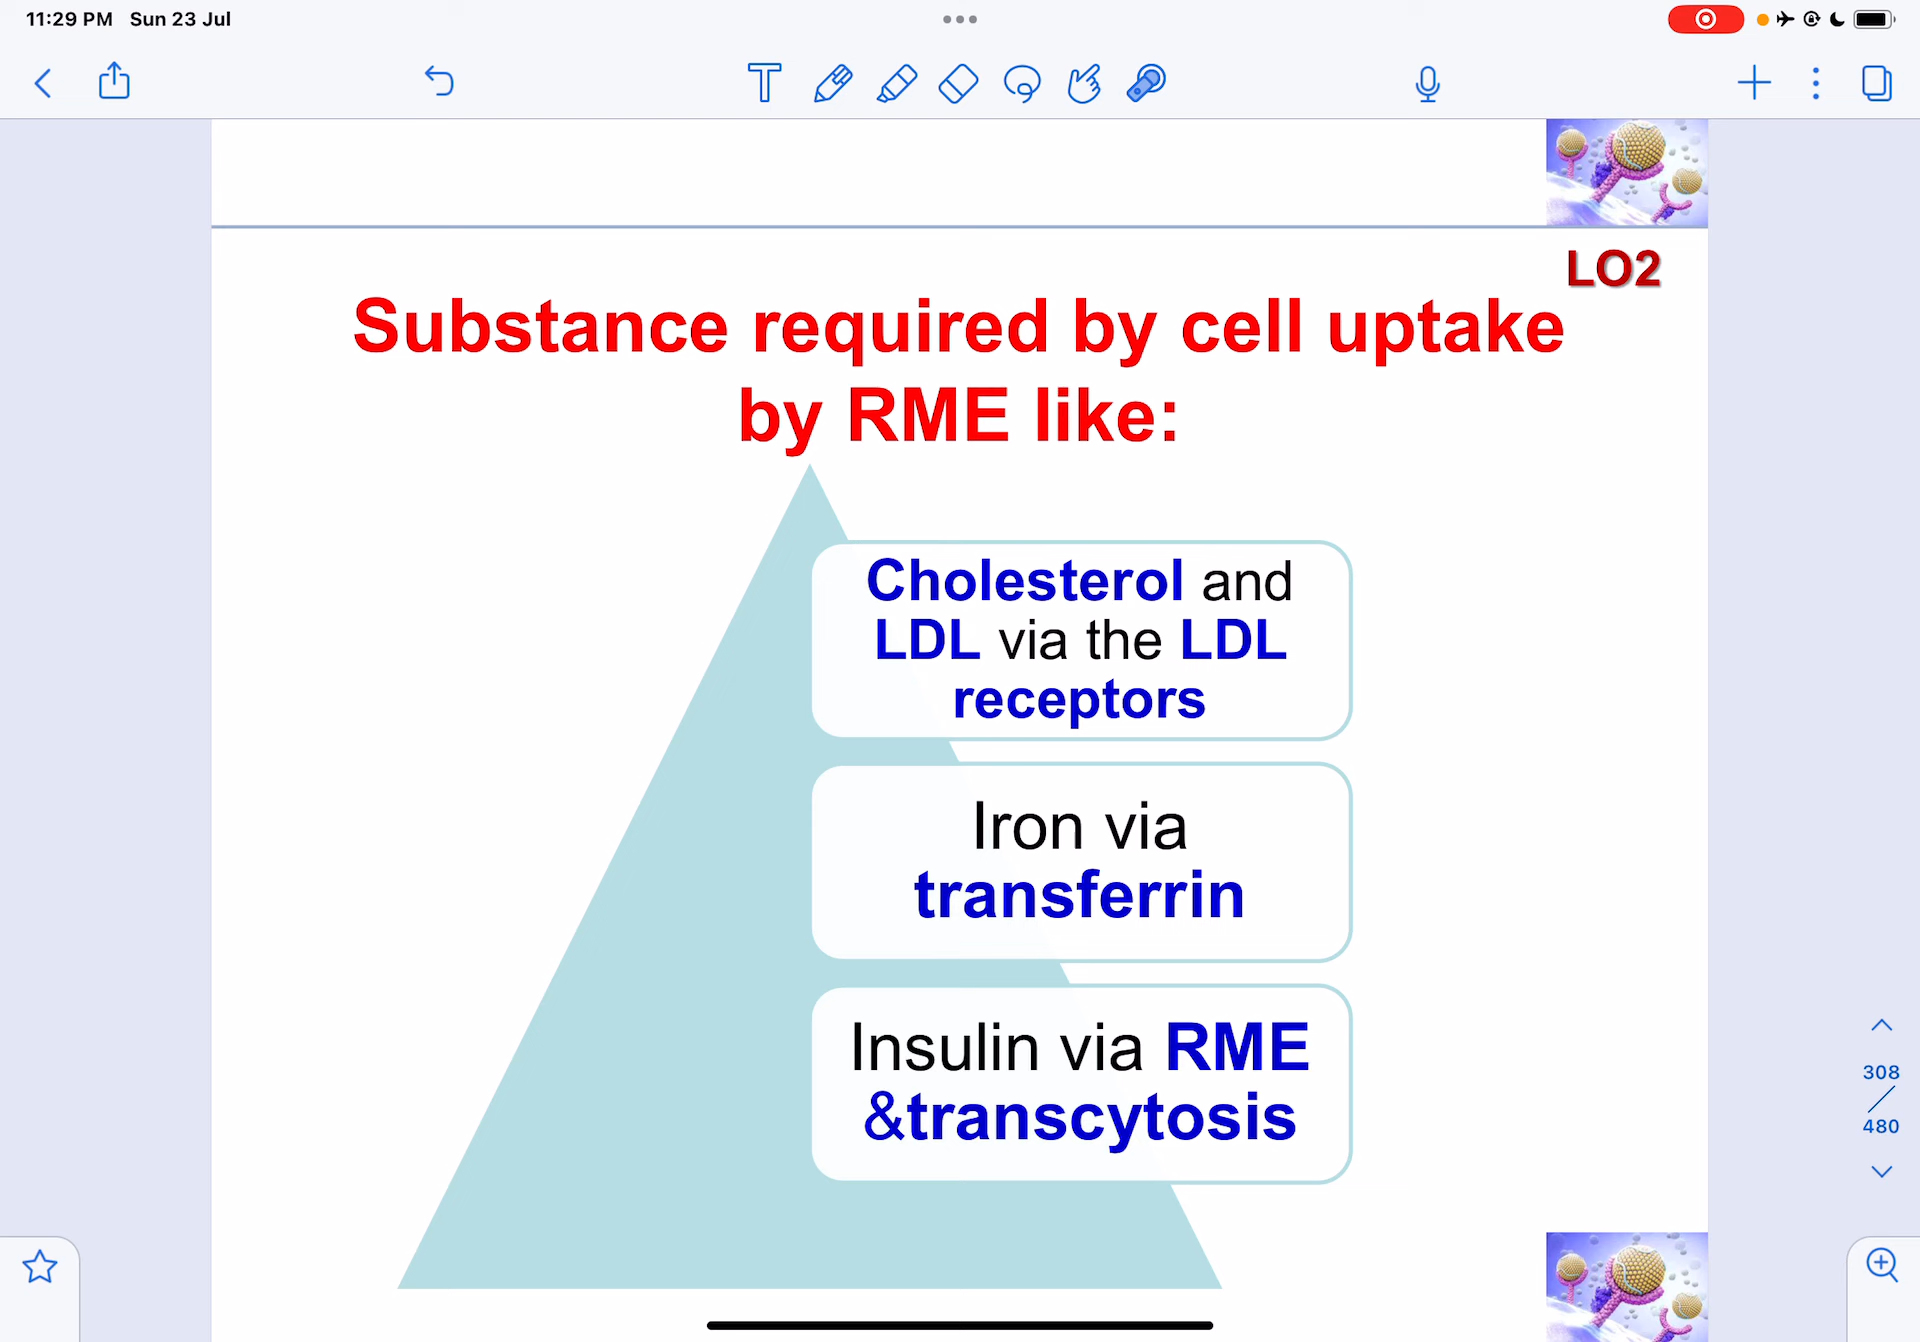 11:29 PM Sun 23 Jul
LO2
Substance required by cell uptake
by RME like:
Cholesterol and
LDL via the LDL
receptors
Iron via
transferrin
Insulin via RME
&transcytosis
308
480